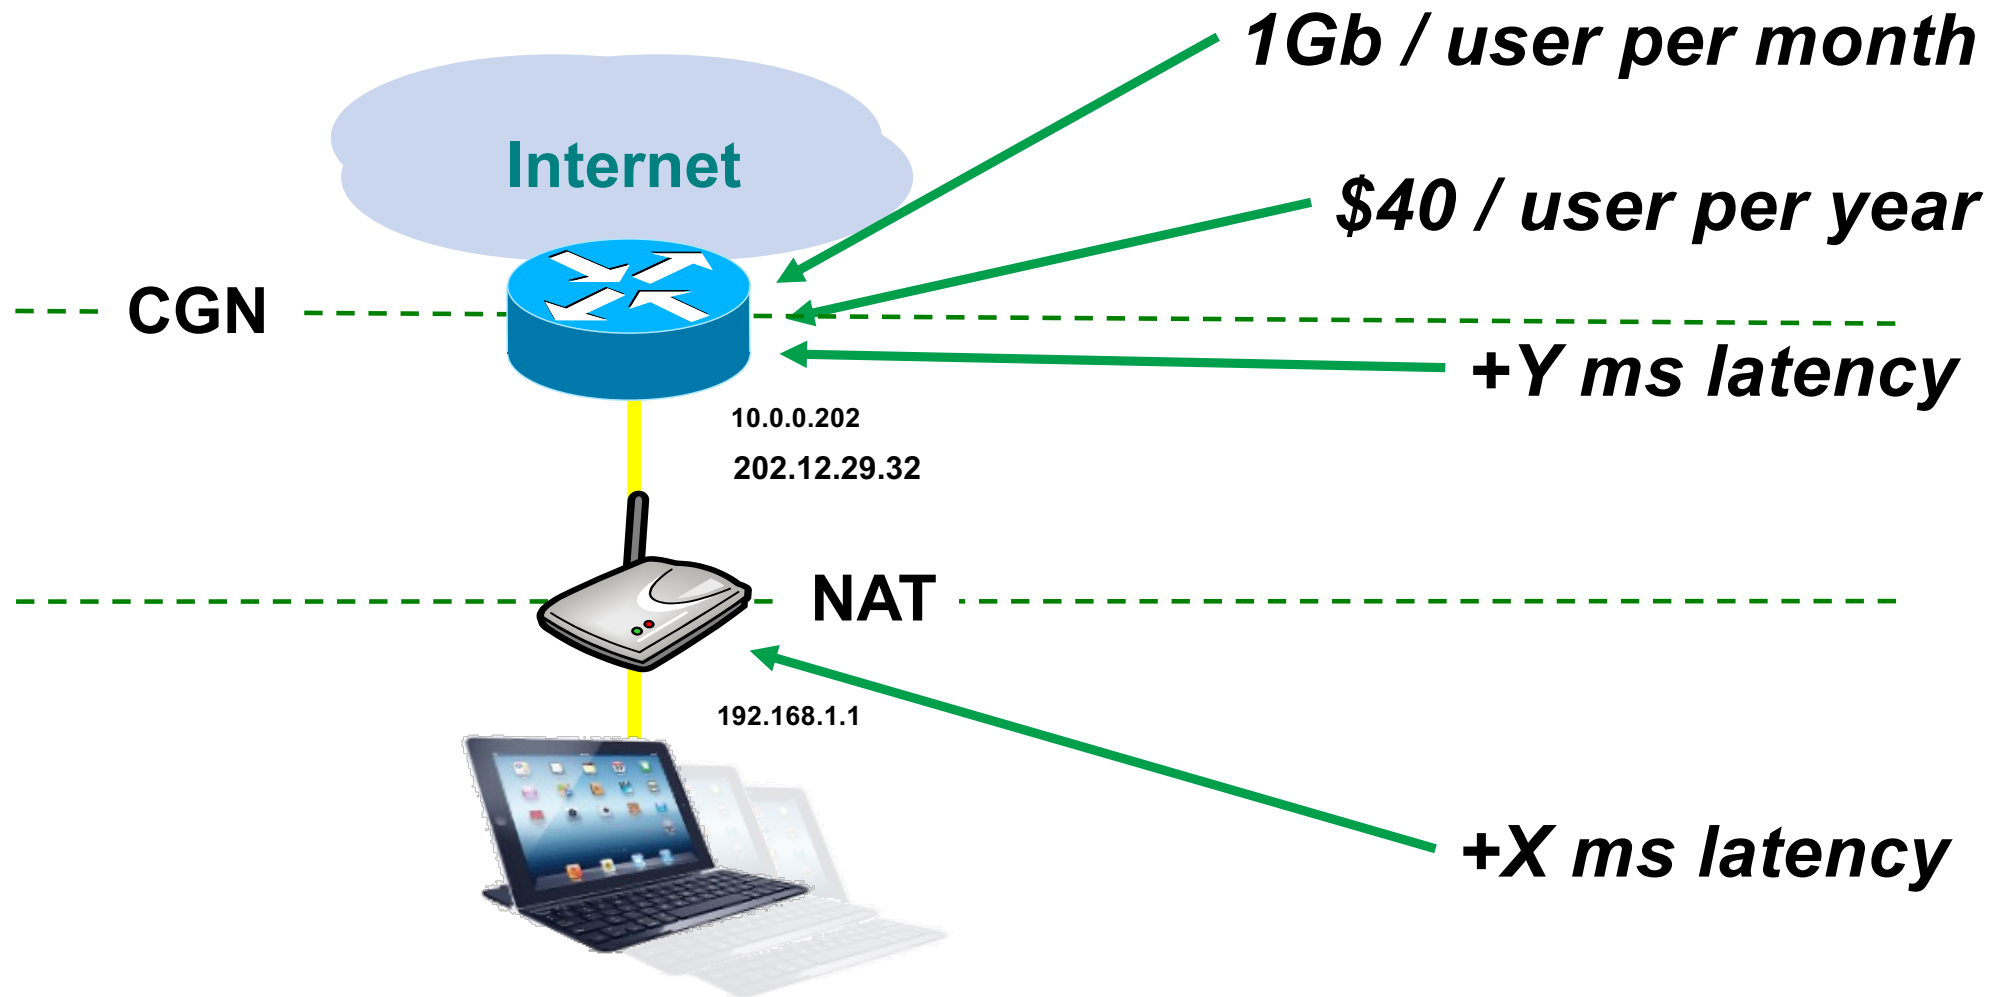 1Gb / user per month
Internet
$40 / user per year
CGN
+Y ms latency
10.0.0.202
202.12.29.32
NAT
192.168.1.1
+X ms latency